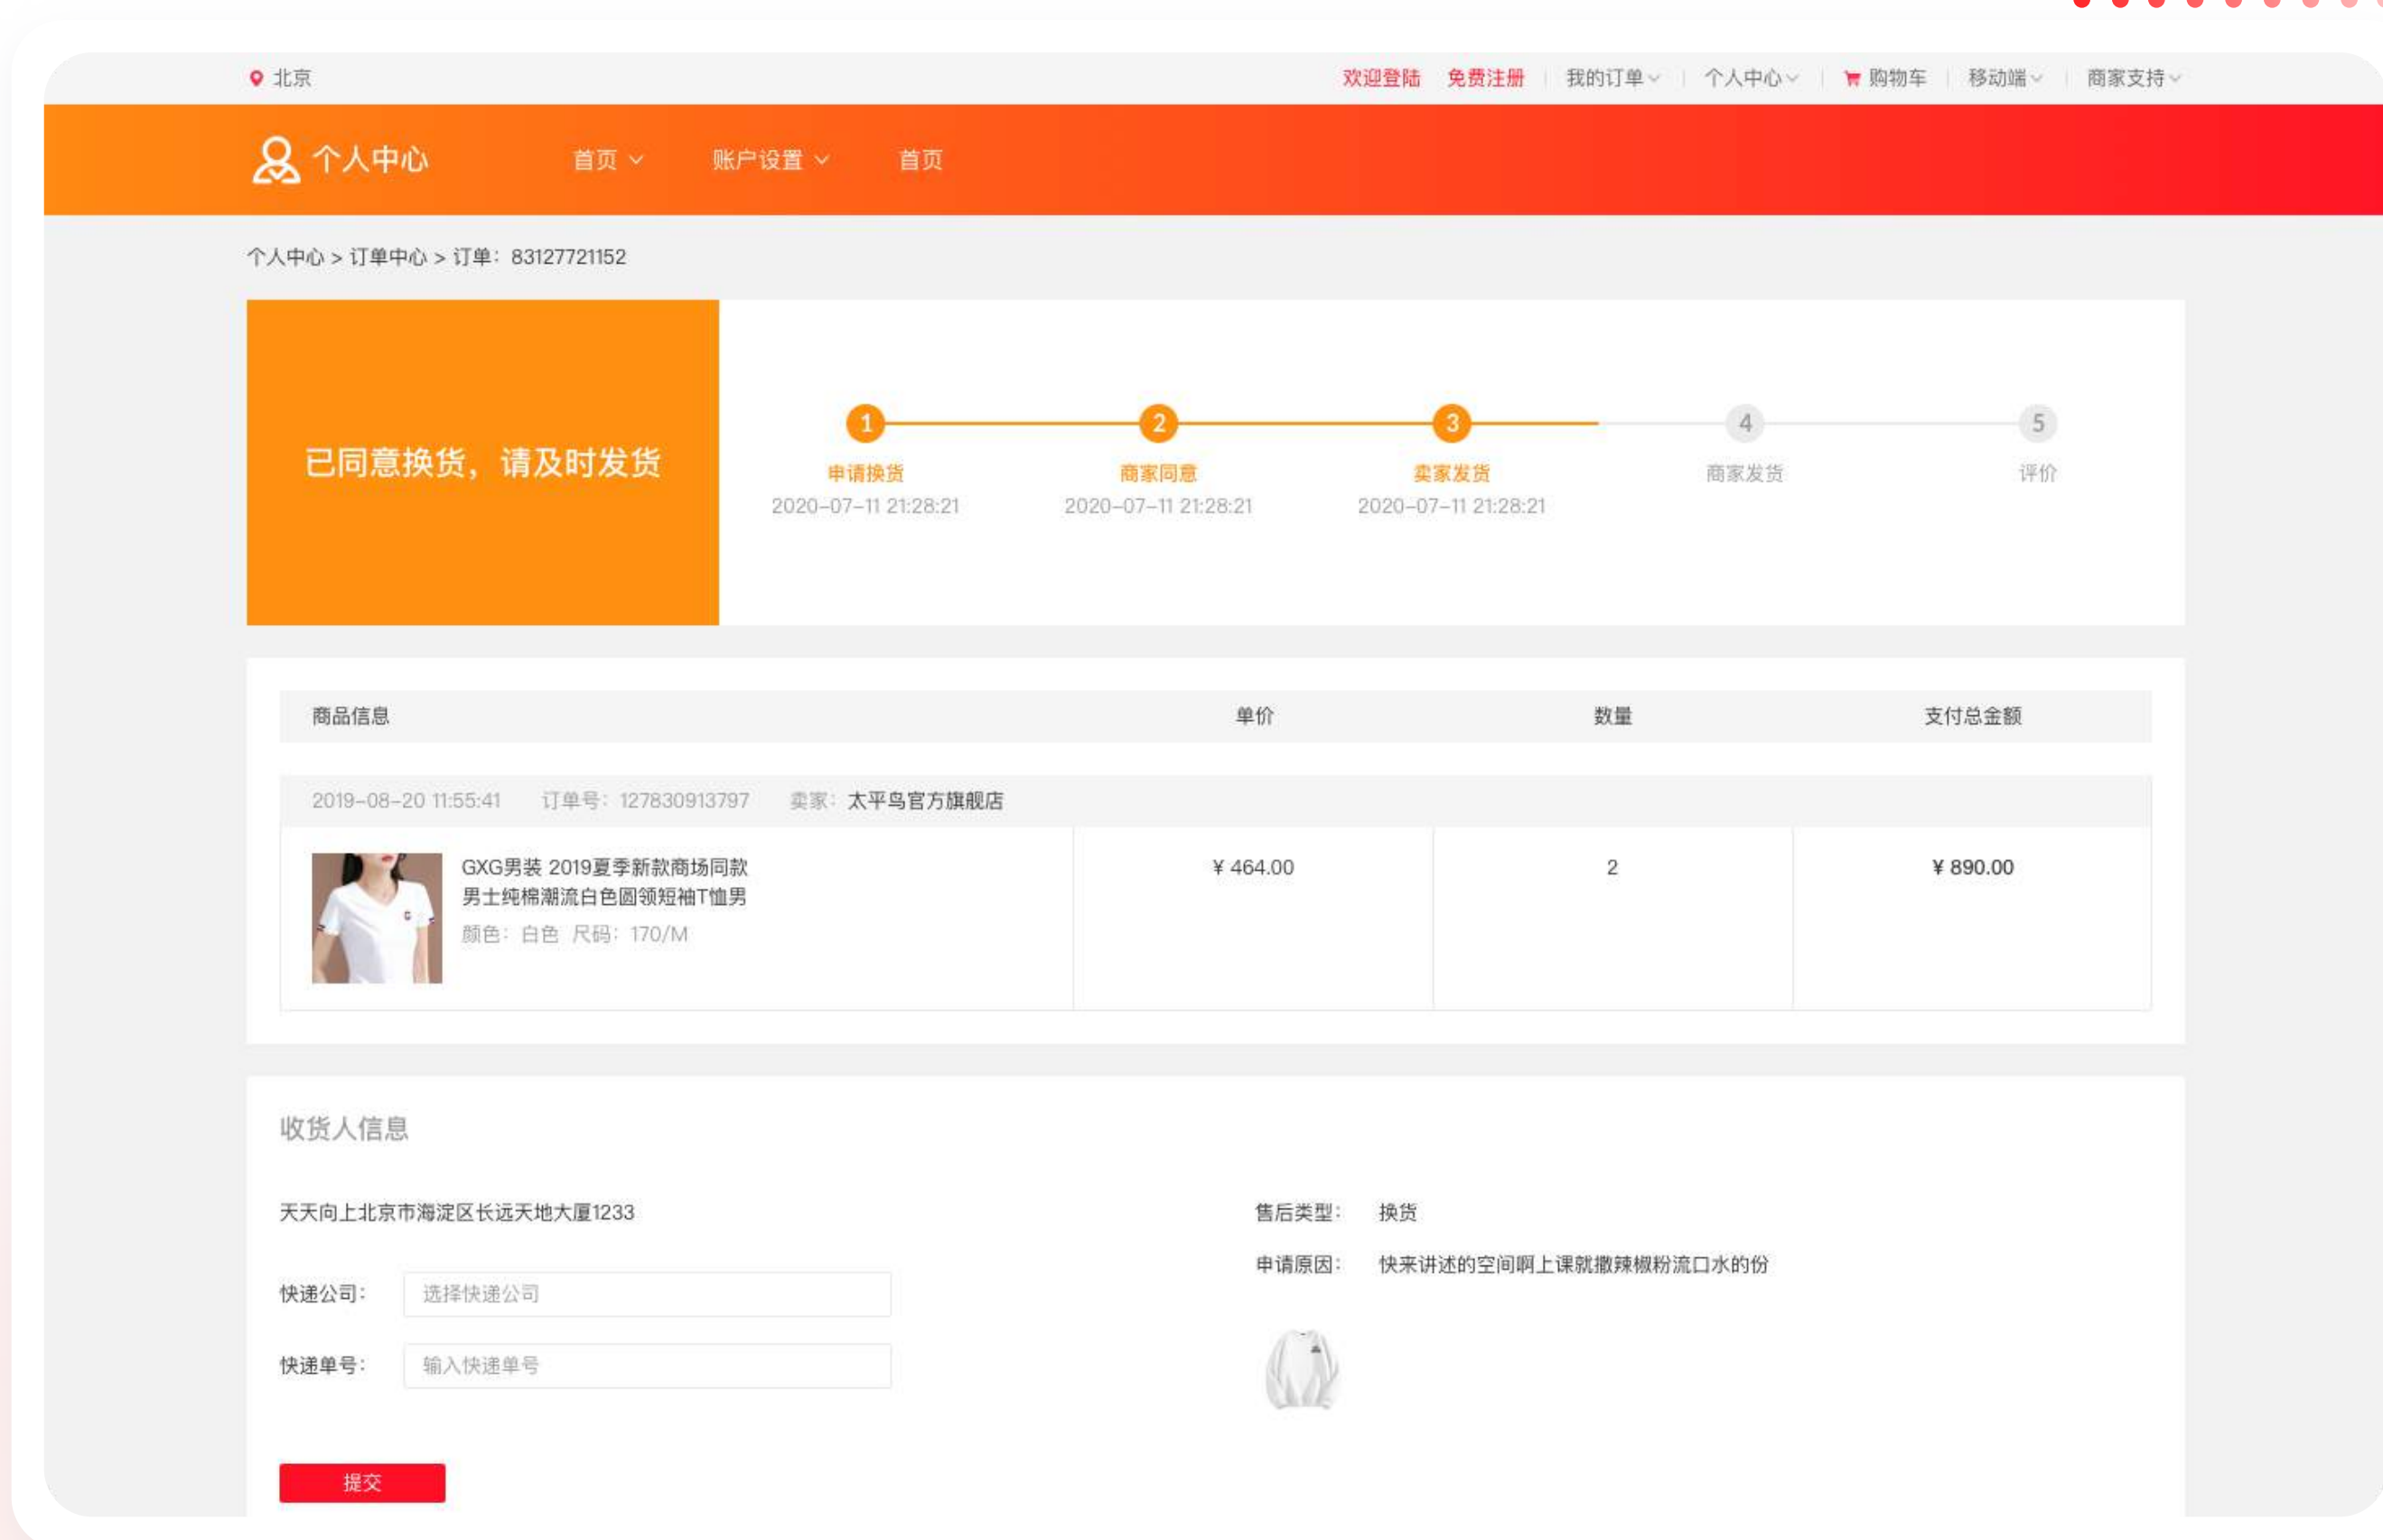 北京 欢迎登陆 免费注册 我的订单 个人中心 购物车 移动端 商家支持
个人中心 首页 账户设置 首页
个人中心 > 订单中心 > 订单：83127721152
已同意换货，请及时发货
1 2 3 4 5
申请换货 商家同意 卖家发货 商家发货 评价
2020-07-11 21:28:21 2020-07-11 21:28:21 2020-07-11 21:28:21
商品信息 单价 数量 支付总金额
2019-08-20 11:55:41 订单号：127830913797 卖家：太平鸟官方旗舰店
GXG男装 2019夏季新款商场同款 ¥ 464.00 2 ¥ 890.00
男士纯棉潮流白色圆领短袖T恤男
颜色：白色 尺码：170/M
收货人信息
天天向上北京市海淀区长远天地大厦1233 售后类型： 换货
申请原因： 快来讲述的空间啊上课就撒辣椒粉流口水的份
快递公司： 选择快递公司
快递单号： 输入快递单号
提交